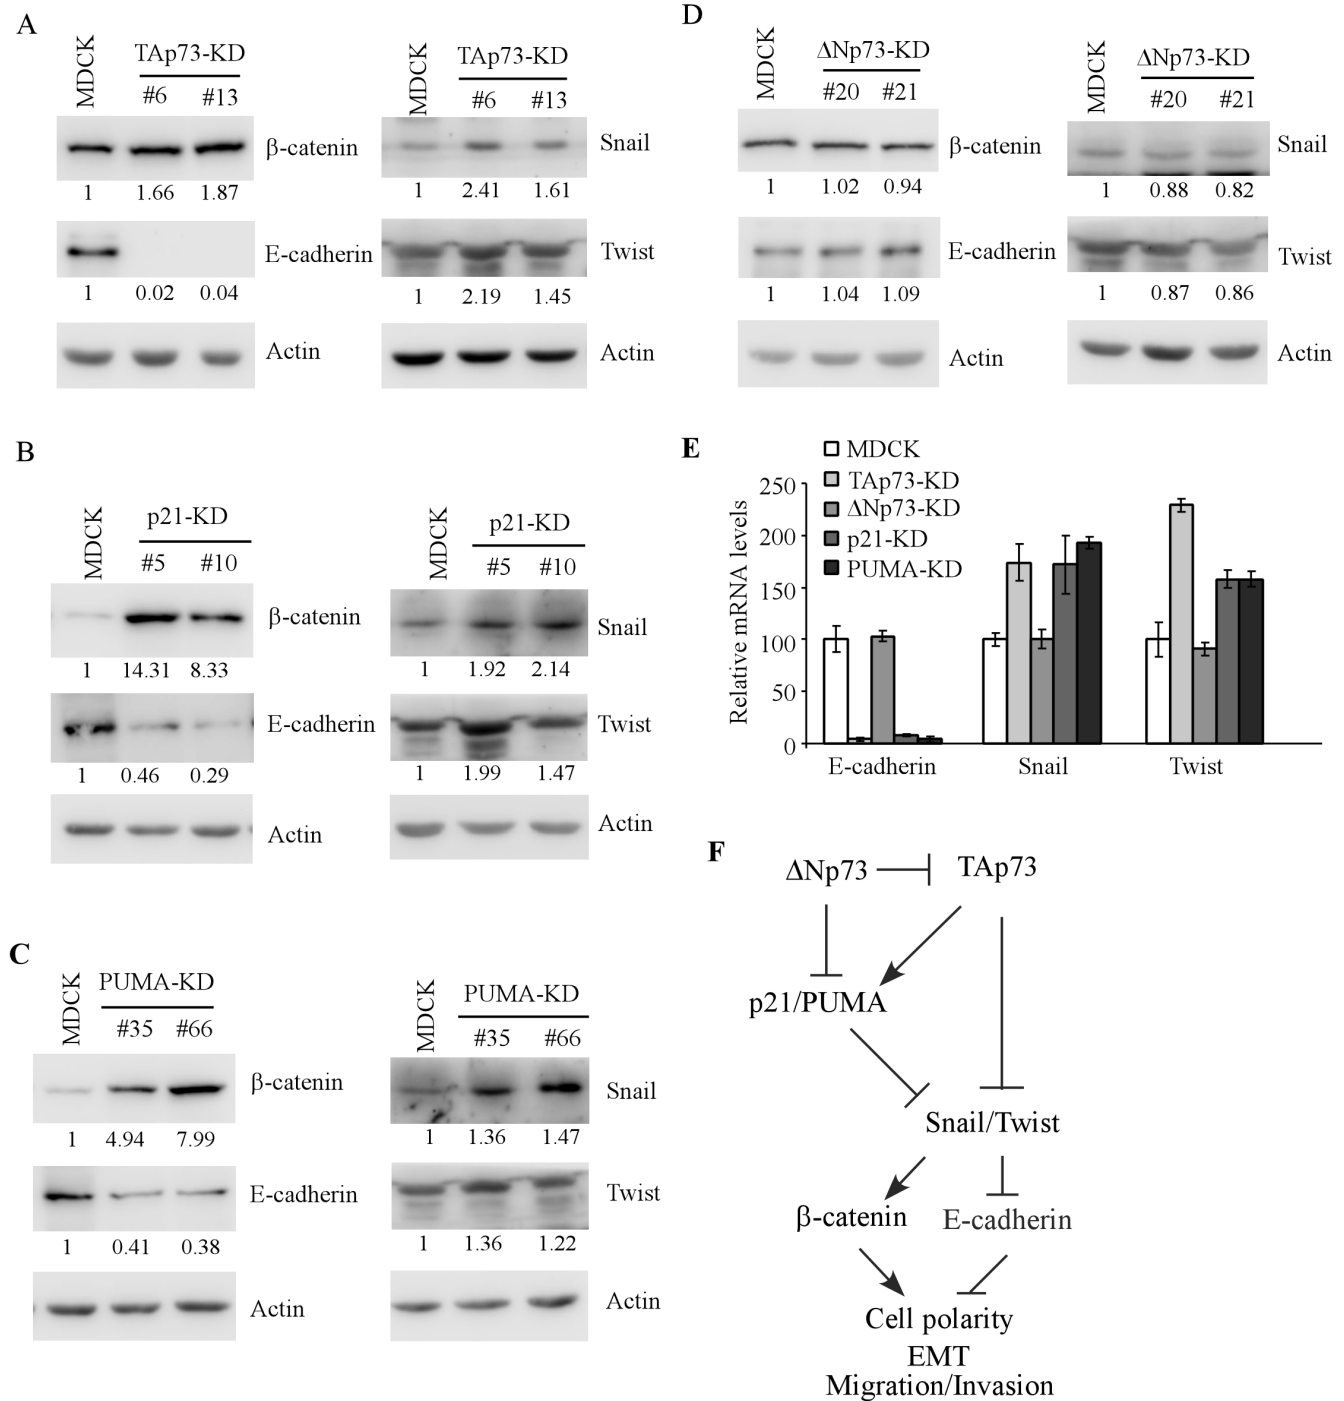 A
MDCK
TAp73-KD
#6 #13
β-catenin
1 1.66 1.87
E-cadherin
1 0.02 0.04
Actin
MDCK
TAp73-KD
#6 #13
Snail
1 2.41 1.61
Twist
1 2.19 1.45
Actin
B
MDCK
p21-KD
#5 #10
β-catenin
1 14.31 8.33
E-cadherin
1 0.46 0.29
Actin
MDCK
p21-KD
#5 #10
Snail
1 1.92 2.14
Twist
1 1.99 1.47
Actin
C
MDCK
PUMA-KD
#35 #66
β-catenin
1 4.94 7.99
E-cadherin
1 0.41 0.38
Actin
MDCK
PUMA-KD
#35 #66
Snail
1 1.36 1.47
Twist
1 1.36 1.22
Actin
D
MDCK
ΔNp73-KD
#20 #21
β-catenin
1 1.02 0.94
E-cadherin
1 1.04 1.09
Actin
MDCK
ΔNp73-KD
#20 #21
Snail
1 0.88 0.82
Twist
1 0.87 0.86
Actin
E
MDCK
TAp73-KD
ΔNp73-KD
p21-KD
PUMA-KD
Relative mRNA levels
250
200
150
100
50
0
E-cadherin Snail Twist
F
ΔNp73 TAp73
p21/PUMA
Snail/Twist
β-catenin E-cadherin
Cell polarity
EMT
Migration/Invasion